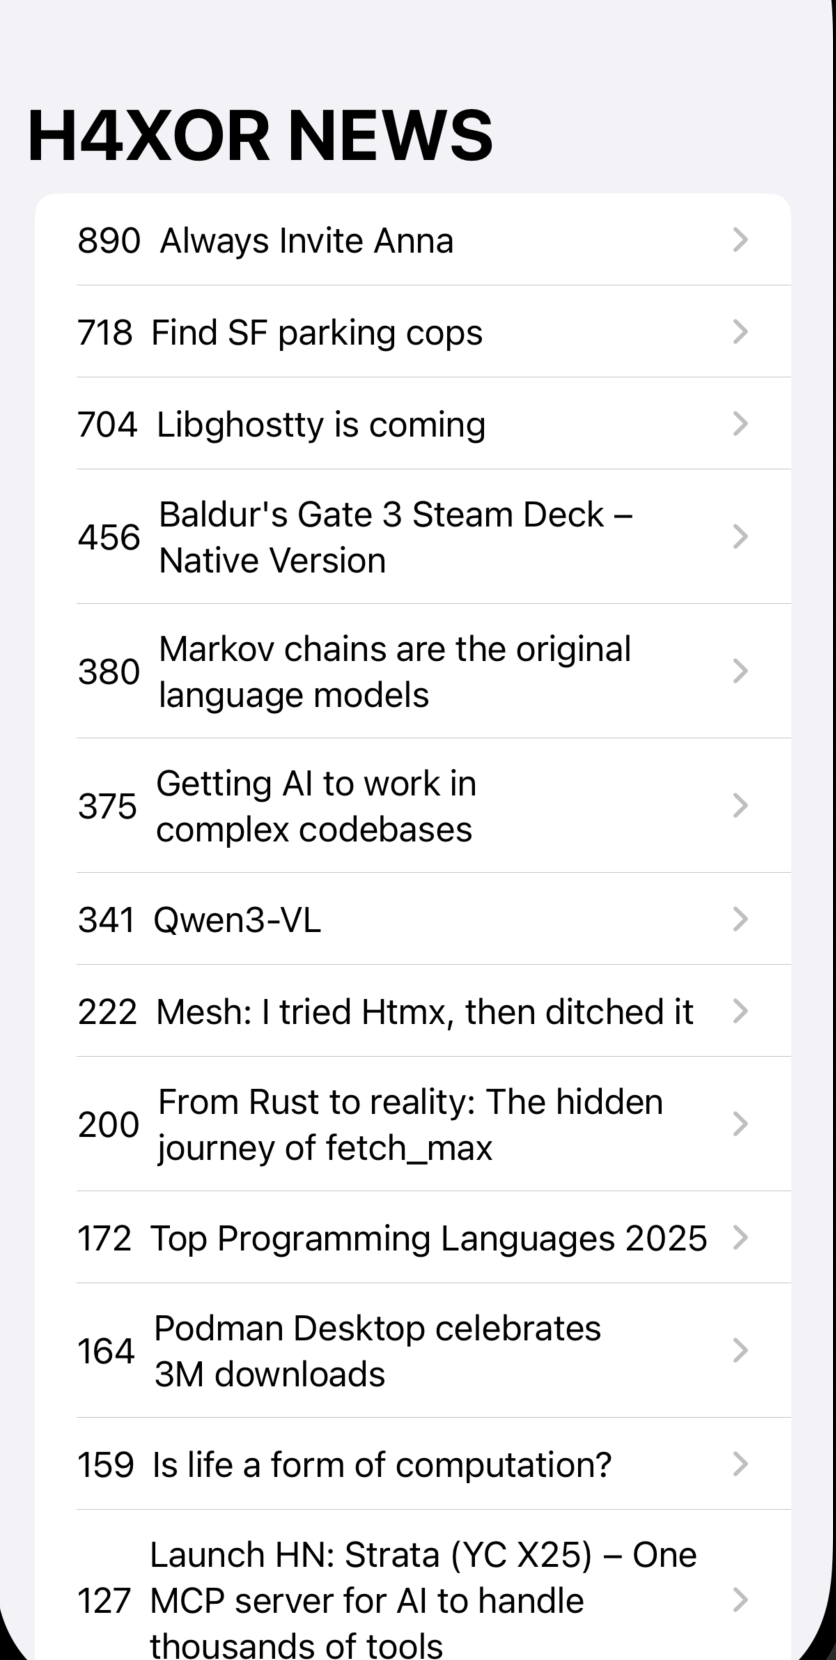 H4XOR NEWS
890 Always Invite Anna
718 Find SF parking cops
704 Libghostty is coming
456 Baldur's Gate 3 Steam Deck –
Native Version
380 Markov chains are the original
language models
375 Getting AI to work in
complex codebases
341 Qwen3-VL
222 Mesh: I tried Htmx, then ditched it
200 From Rust to reality: The hidden
journey of fetch_max
172 Top Programming Languages 2025
164 Podman Desktop celebrates
3M downloads
159 Is life a form of computation?
127 Launch HN: Strata (YC X25) – One
MCP server for AI to handle
thousands of tools